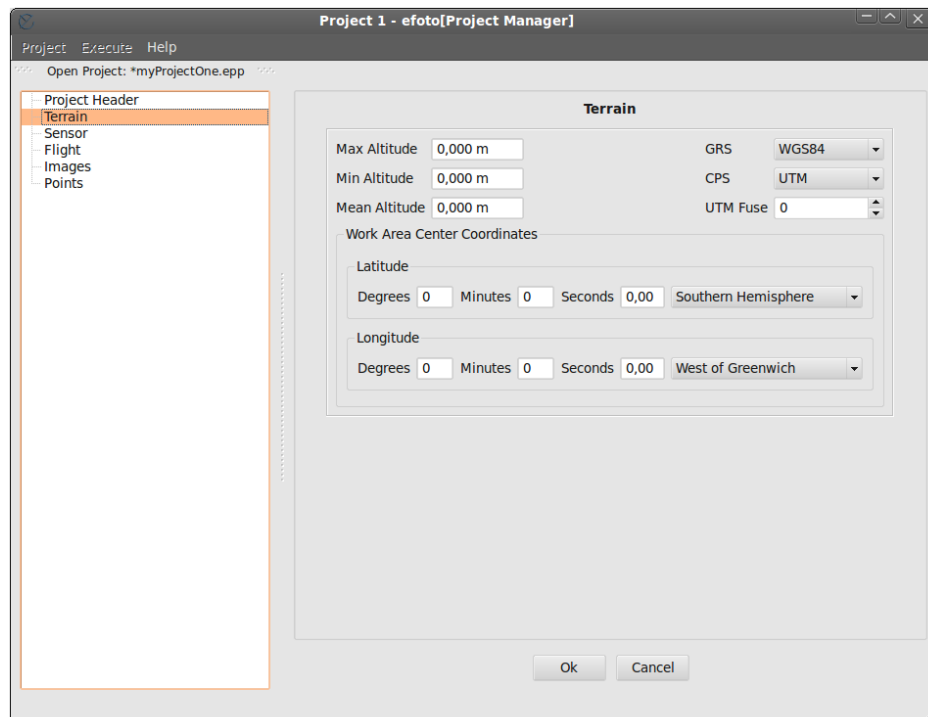 Project 1 - efoto[Project Manager]
Project Execute Help
Open Project: *myProjectOne.epp
Project Header
Terrain
Sensor
Flight
Images
Points
Terrain
Max Altitude 0,000 m GRS WGS84
Min Altitude 0,000 m CPS UTM
Mean Altitude 0,000 m UTM Fuse 0
Work Area Center Coordinates
Latitude
Degrees 0 Minutes 0 Seconds 0,00 Southern Hemisphere
Longitude
Degrees 0 Minutes 0 Seconds 0,00 West of Greenwich
Ok Cancel